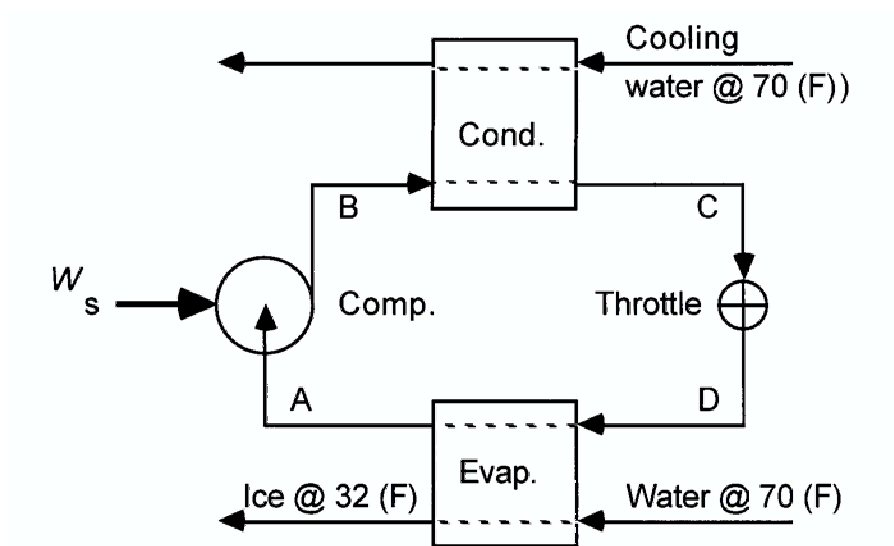 Cooling
water @ 70 (F))
Cond.
B
C
W
s
Comp.
Throttle
A
D
Evap.
Ice @ 32 (F)
Water @ 70 (F)